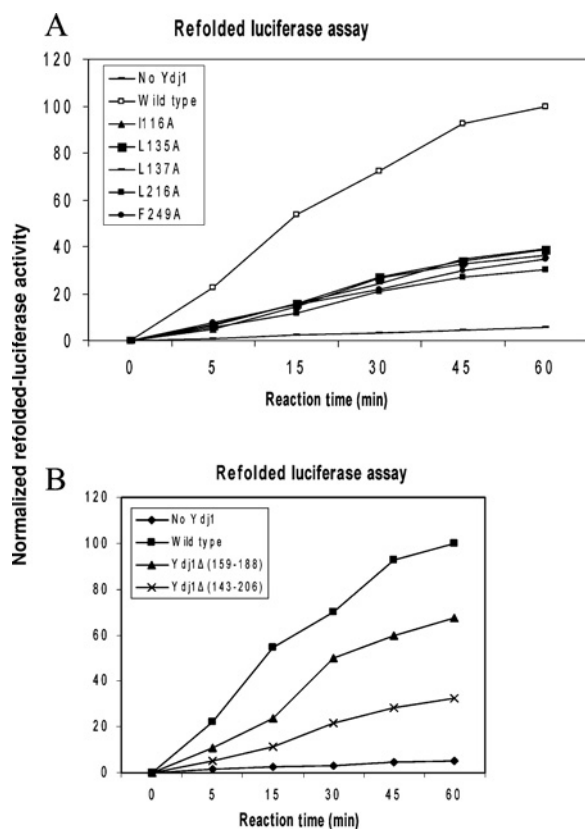 A
Refolded luciferase assay
120
100
80
60
40
20
0
No Ydj1
Wild type
I116A
L135A
L137A
L216A
F249A
0 5 15 30 45 60
Reaction time (min)
Normalized refolded-luciferase activity
B
Refolded luciferase assay
120
100
80
60
40
20
0
No Ydj1
Wild type
Ydj1Δ(159-188)
Ydj1Δ(143-206)
0 5 15 30 45 60
Reaction time (min)